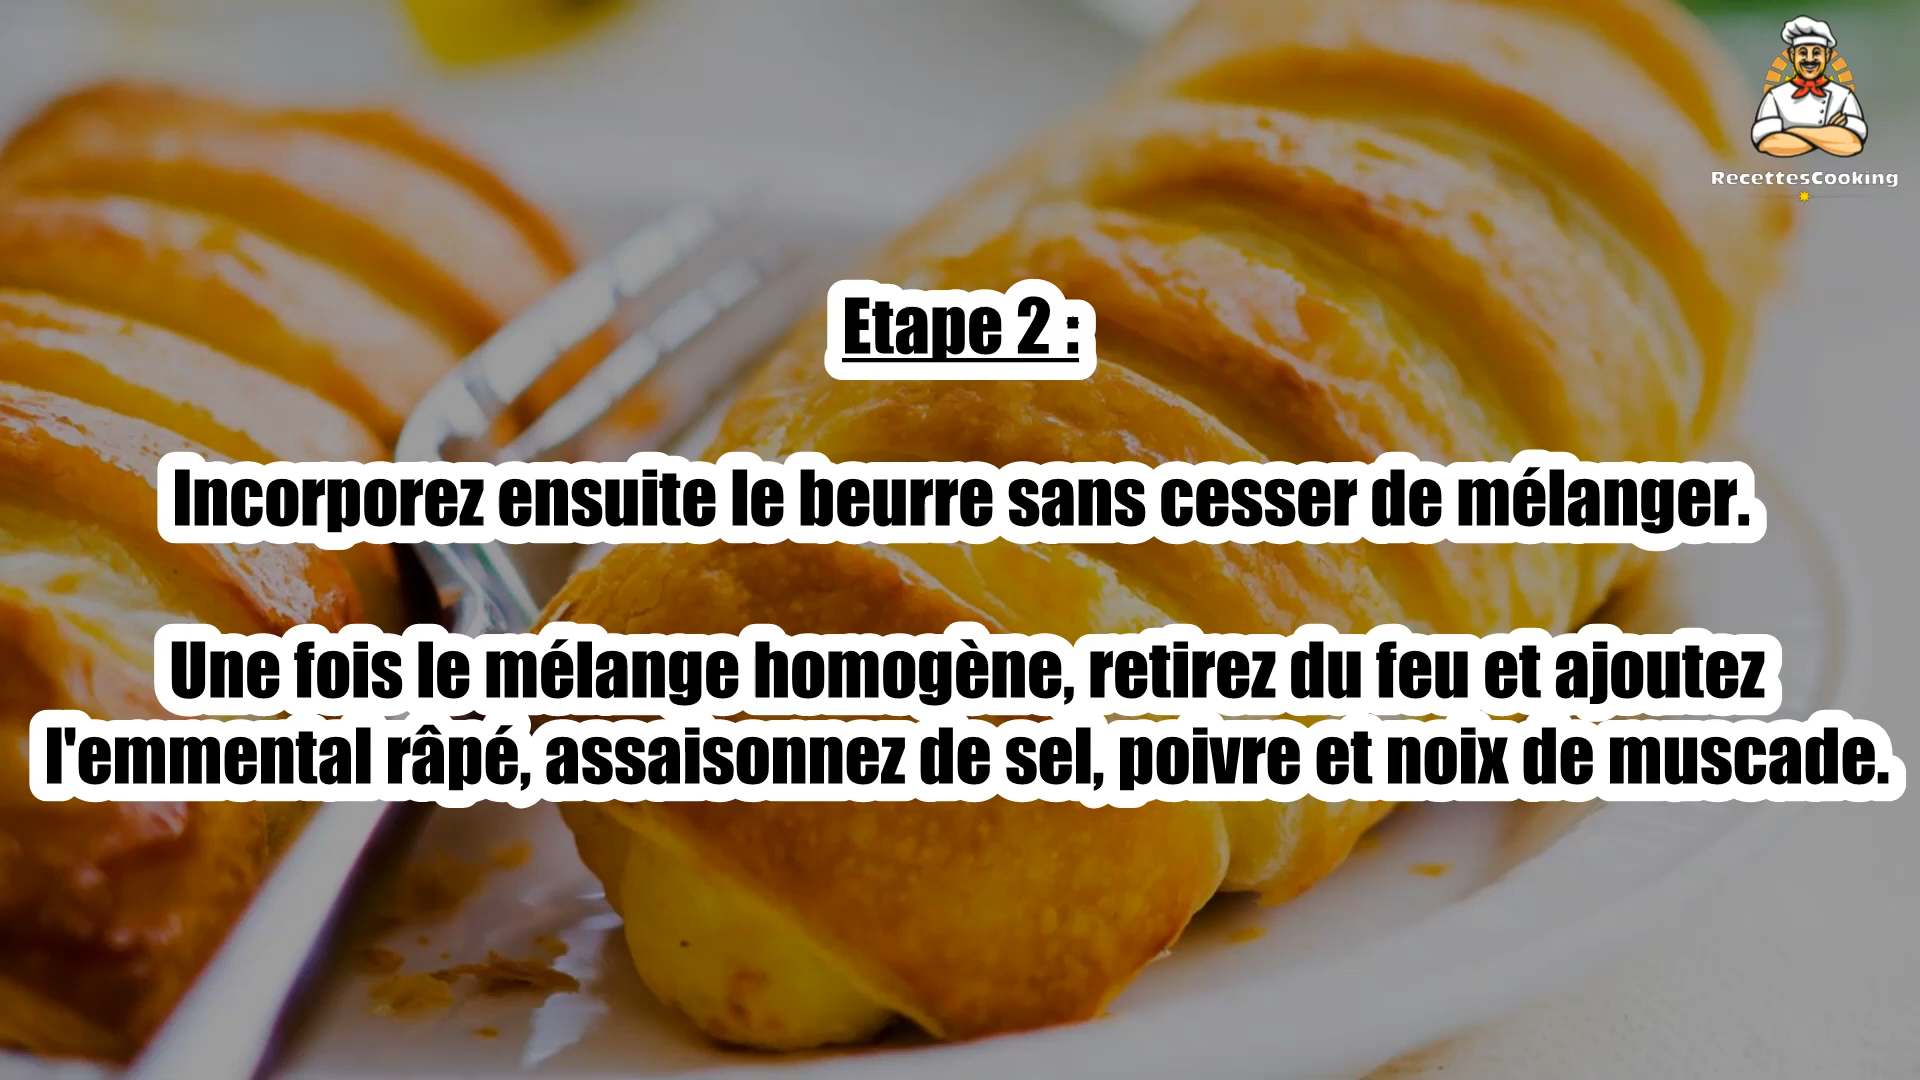 RecettesCooking
Etape 2 :
Incorporez ensuite le beurre sans cesser de mélanger.
Une fois le mélange homogène, retirez du feu et ajoutez
l'emmental râpé, assaisonnez de sel, poivre et noix de muscade.